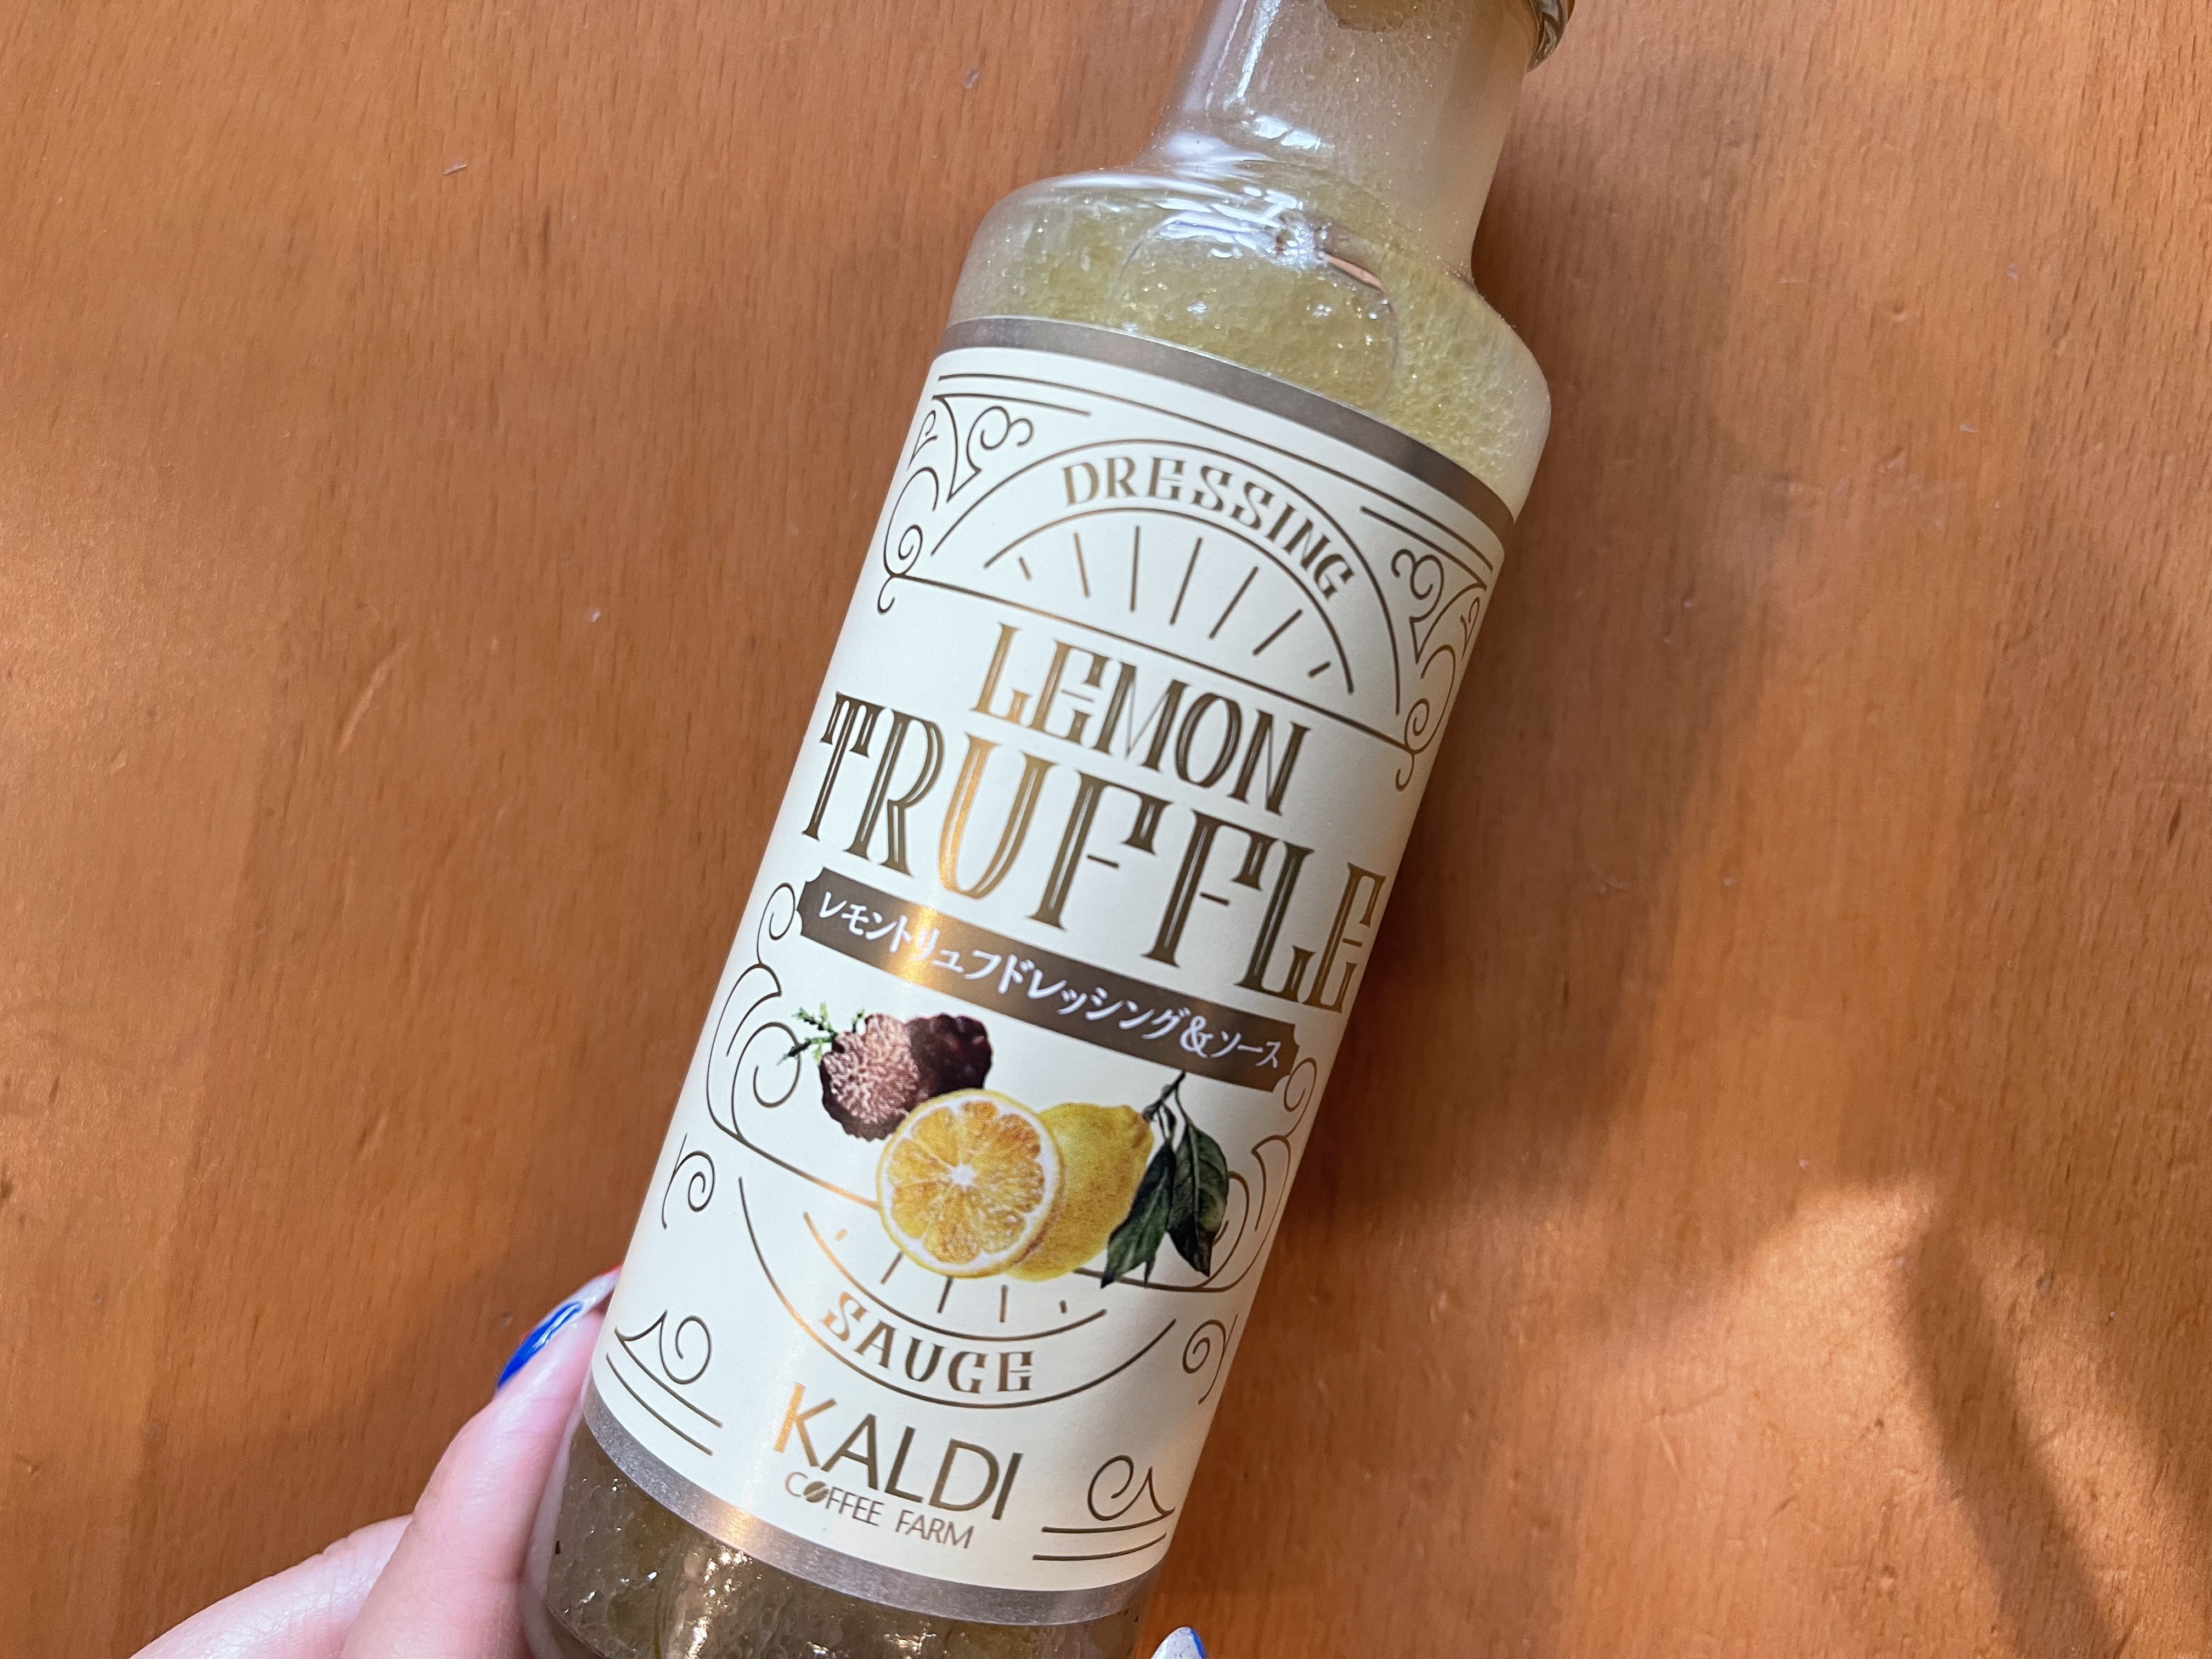 DRESSING
LEMON
TRUFFLE
レモントリュフドレッシング&ソース
SAUCE
KALDI
COFFEE FARM